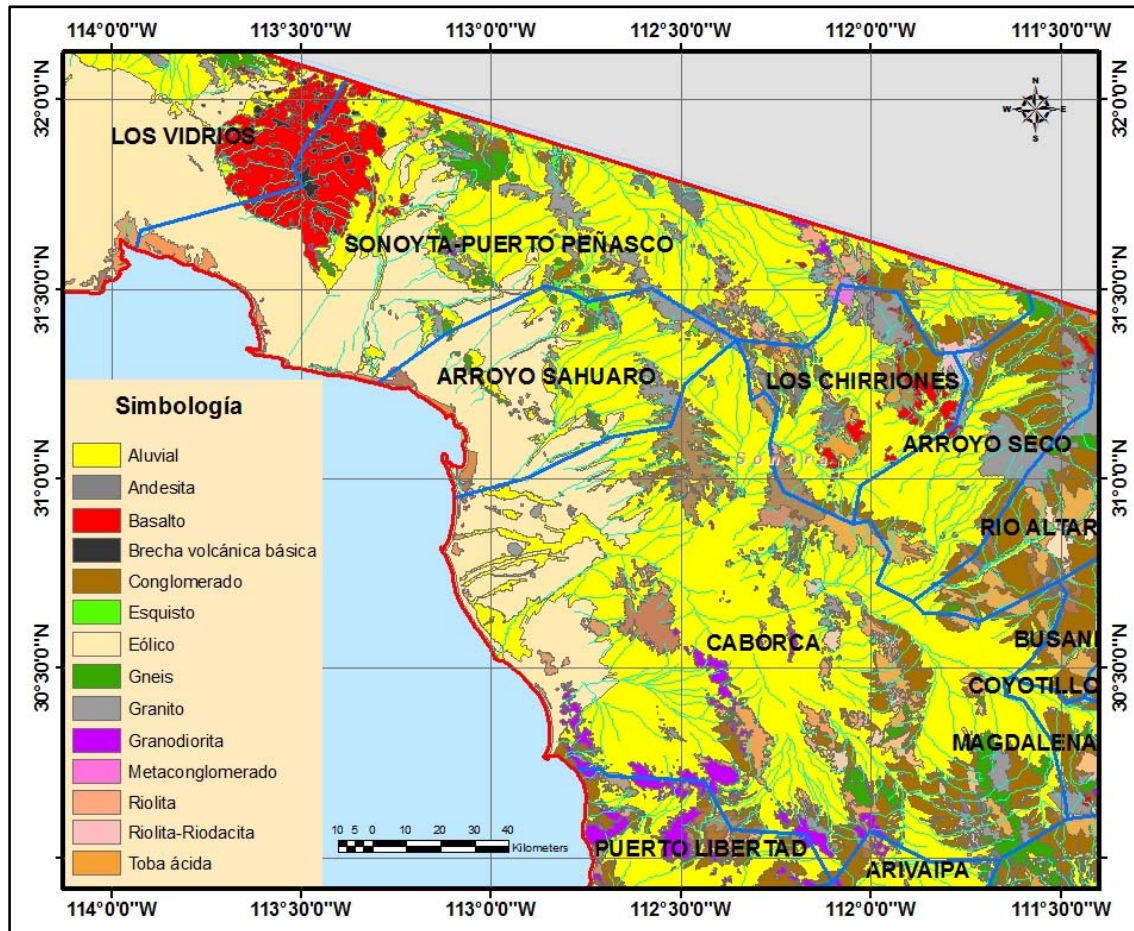 114°0'0"W 113°30'0"W 113°0'0"W 112°30'0"W 112°0'0"W 111°30'0"W
32°0'0"N
31°30'0"N
31°0'0"N
30°30'0"N
32°0'0"N
31°30'0"N
31°0'0"N
30°30'0"N
N
W E
S
LOS VIDRIOS
SONOYTA-PUERTO PEÑASCO
ARROYO SAHUARO
LOS CHIRRIONES
ARROYO SECO
Sonora
RIO ALTAR
CABORCA
BUSANI
COYOTILLO
MAGDALENA
PUERTO LIBERTAD
ARIVAIPA
Simbología
Aluvial
Andesita
Basalto
Brecha volcánica básica
Conglomerado
Esquisto
Eólico
Gneis
Granito
Granodiorita
Metaconglomerado
Riolita
Riolita-Riodacita
Toba ácida
10 5 0 10 20 30 40
Kilometers
114°0'0"W 113°30'0"W 113°0'0"W 112°30'0"W 112°0'0"W 111°30'0"W